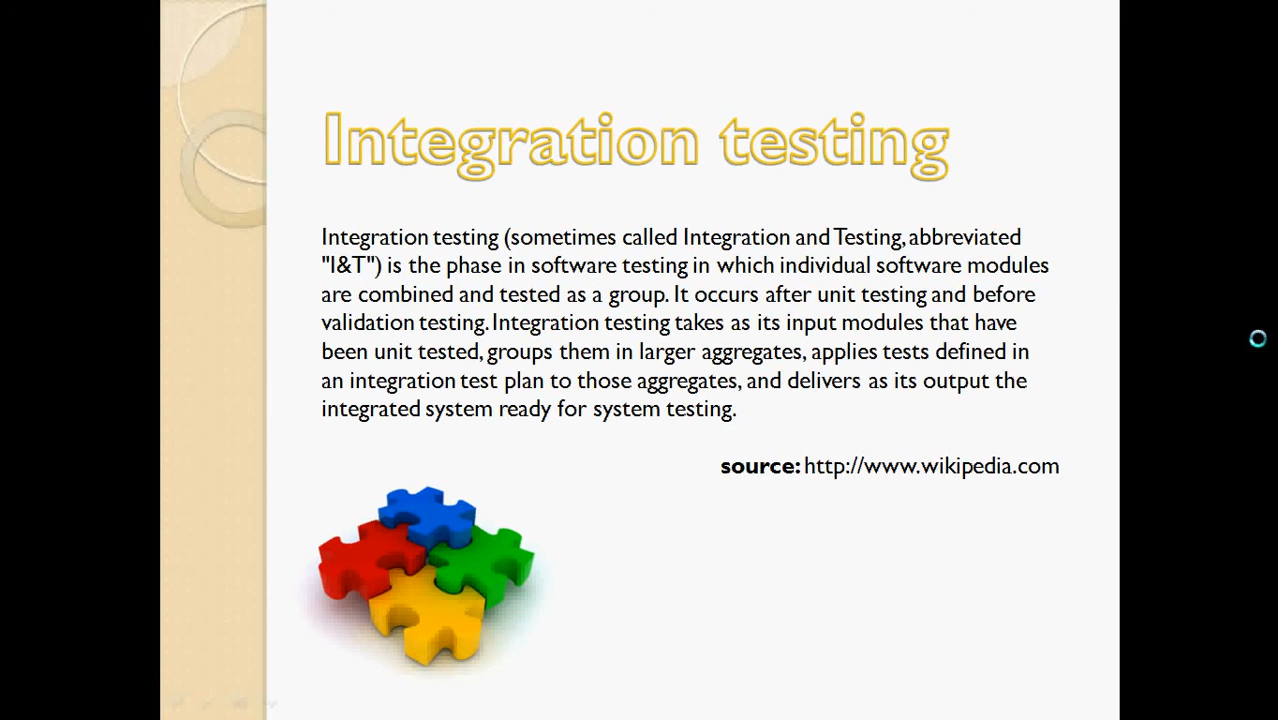 Integration testing
Integration testing (sometimes called Integration and Testing, abbreviated
"I&T") is the phase in software testing in which individual software modules
are combined and tested as a group. It occurs after unit testing and before
validation testing. Integration testing takes as its input modules that have
been unit tested, groups them in larger aggregates, applies tests defined in
an integration test plan to those aggregates, and delivers as its output the
integrated system ready for system testing.
source: http://www.wikipedia.com